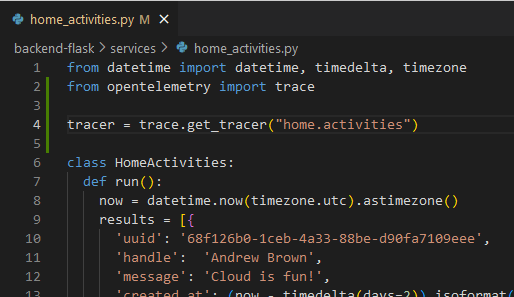 home_activities.py M ×
backend-flask > services > home_activities.py
1 from datetime import datetime, timedelta, timezone
2 from opentelemetry import trace
3
4 tracer = trace.get_tracer("home.activities")
5
6 class HomeActivities:
7 def run():
8 now = datetime.now(timezone.utc).astimezone()
9 results = [{
10 'uuid': '68f126b0-1ceb-4a33-88be-d90fa7109eee',
11 'handle': 'Andrew Brown',
12 'message': 'Cloud is fun!',
13 'created_at': (now - timedelta(days=2)).isoformat(